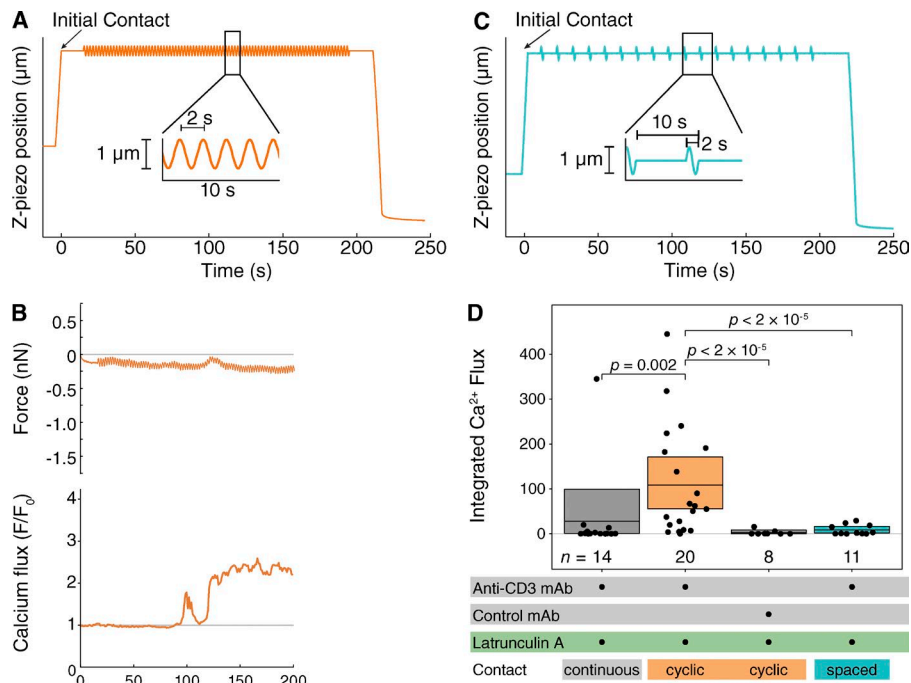 A
Initial Contact
Z-piezo position (µm)
2 s
1 µm
10 s
0 50 100 150 200 250
Time (s)
C
Initial Contact
Z-piezo position (µm)
10 s
2 s
1 µm
0 50 100 150 200 250
Time (s)
B
Force (nN)
0.5
0
-0.5
-1.0
-1.5
Calcium flux (F/F₀)
4
3
2
1
0
0 100 200
D
Integrated Ca²⁺ Flux
400
300
200
100
0
p < 2 × 10⁻⁵
p < 2 × 10⁻⁵
p = 0.002
n = 14 20 8 11
Anti-CD3 mAb
Control mAb
Latrunculin A
Contact continuous cyclic cyclic spaced